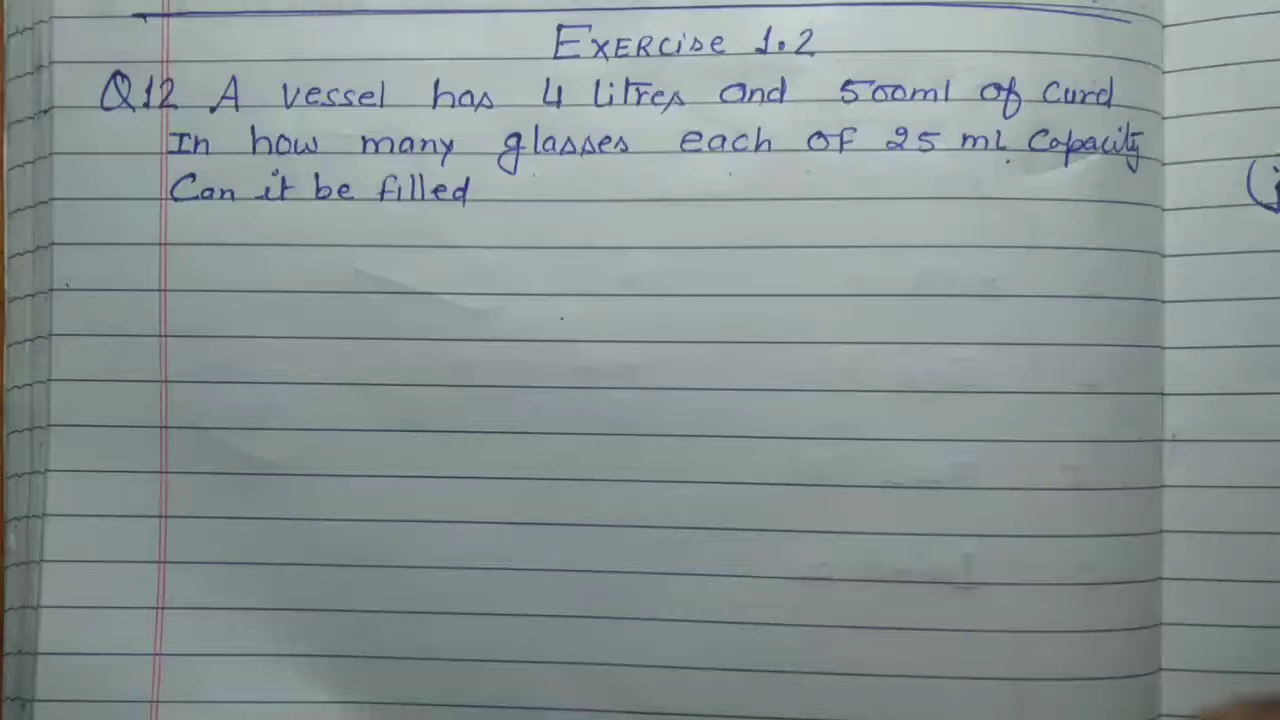 Exercise 1.2
Q12 A vessel has 4 litres and 500ml of curd
In how many glasses each of 25 ml capacity
Can it be filled